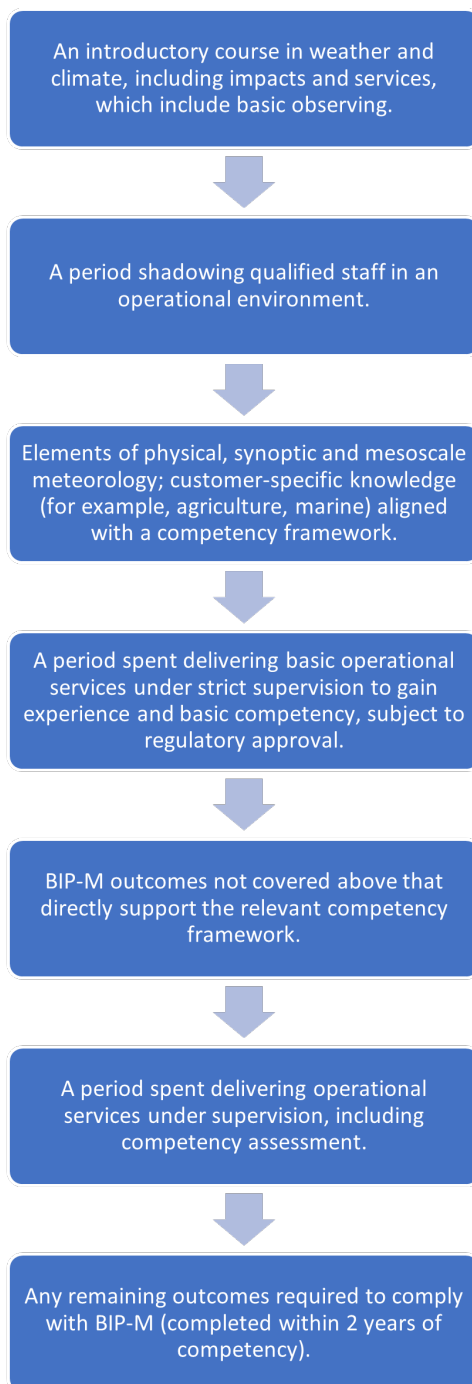 An introductory course in weather and
climate, including impacts and services,
which include basic observing.
A period shadowing qualified staff in an
operational environment.
Elements of physical, synoptic and mesoscale
meteorology; customer-specific knowledge
(for example, agriculture, marine) aligned
with a competency framework.
A period spent delivering basic operational
services under strict supervision to gain
experience and basic competency, subject to
regulatory approval.
BIP-M outcomes not covered above that
directly support the relevant competency
framework.
A period spent delivering operational
services under supervision, including
competency assessment.
Any remaining outcomes required to comply
with BIP-M (completed within 2 years of
competency).